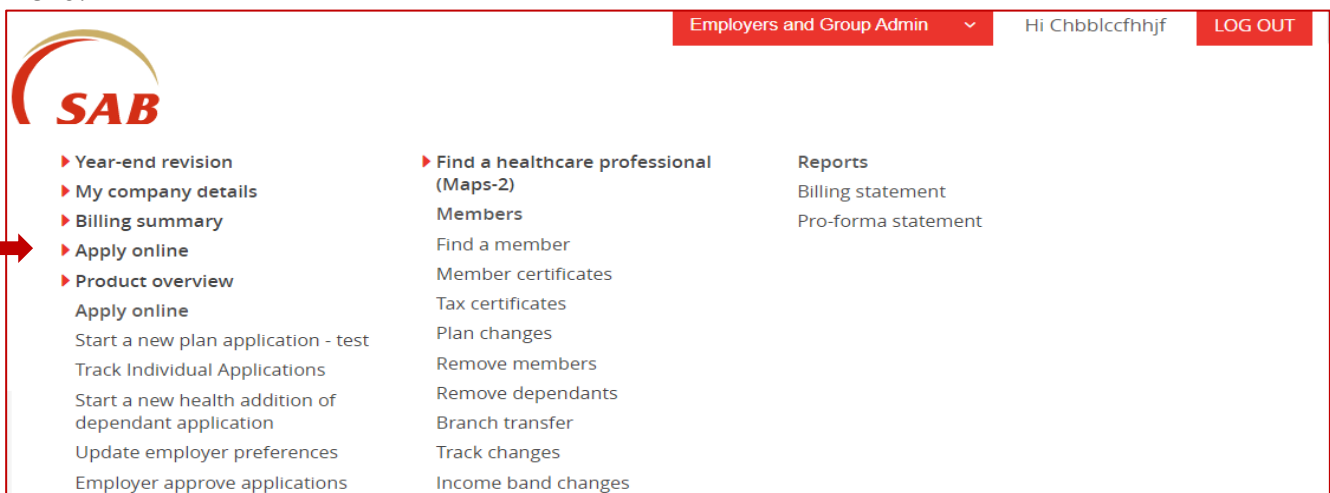 Employers and Group Admin
Hi Chbblccfhhjf
LOG OUT
SAB
Year-end revision
My company details
Billing summary
Apply online
Product overview
Apply online
Start a new plan application - test
Track Individual Applications
Start a new health addition of
dependant application
Update employer preferences
Employer approve applications
Find a healthcare professional
(Maps-2)
Members
Find a member
Member certificates
Tax certificates
Plan changes
Remove members
Remove dependants
Branch transfer
Track changes
Income band changes
Reports
Billing statement
Pro-forma statement